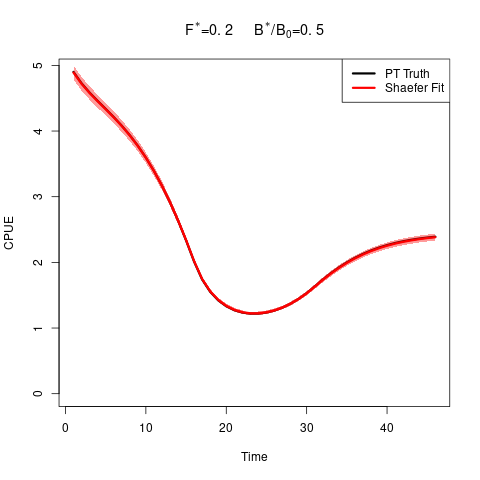 F*=0. 2 B*/B₀=0. 5
PT Truth
Shaefer Fit
CPUE
5
4
3
2
1
0
0 10 20 30 40
Time